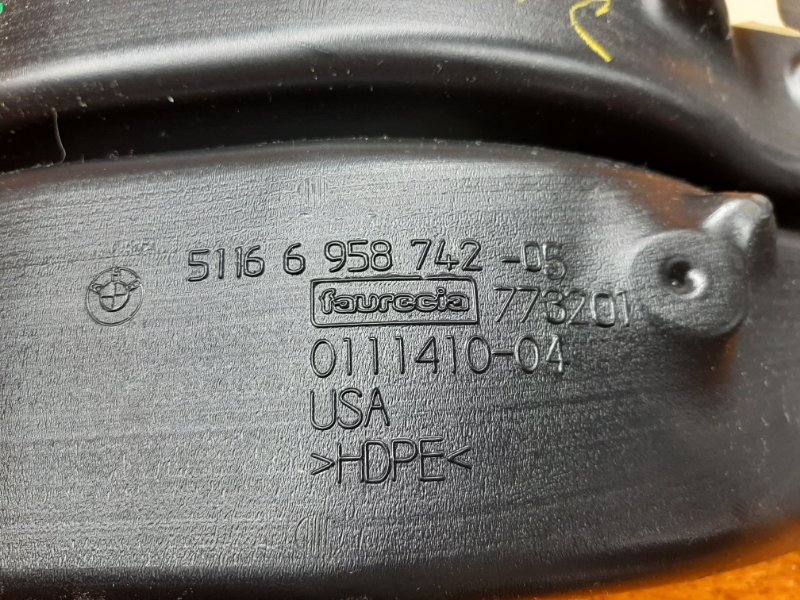 5116 6 958 742 -05
faurecia 773201
0111410-04
USA
>HDPE<